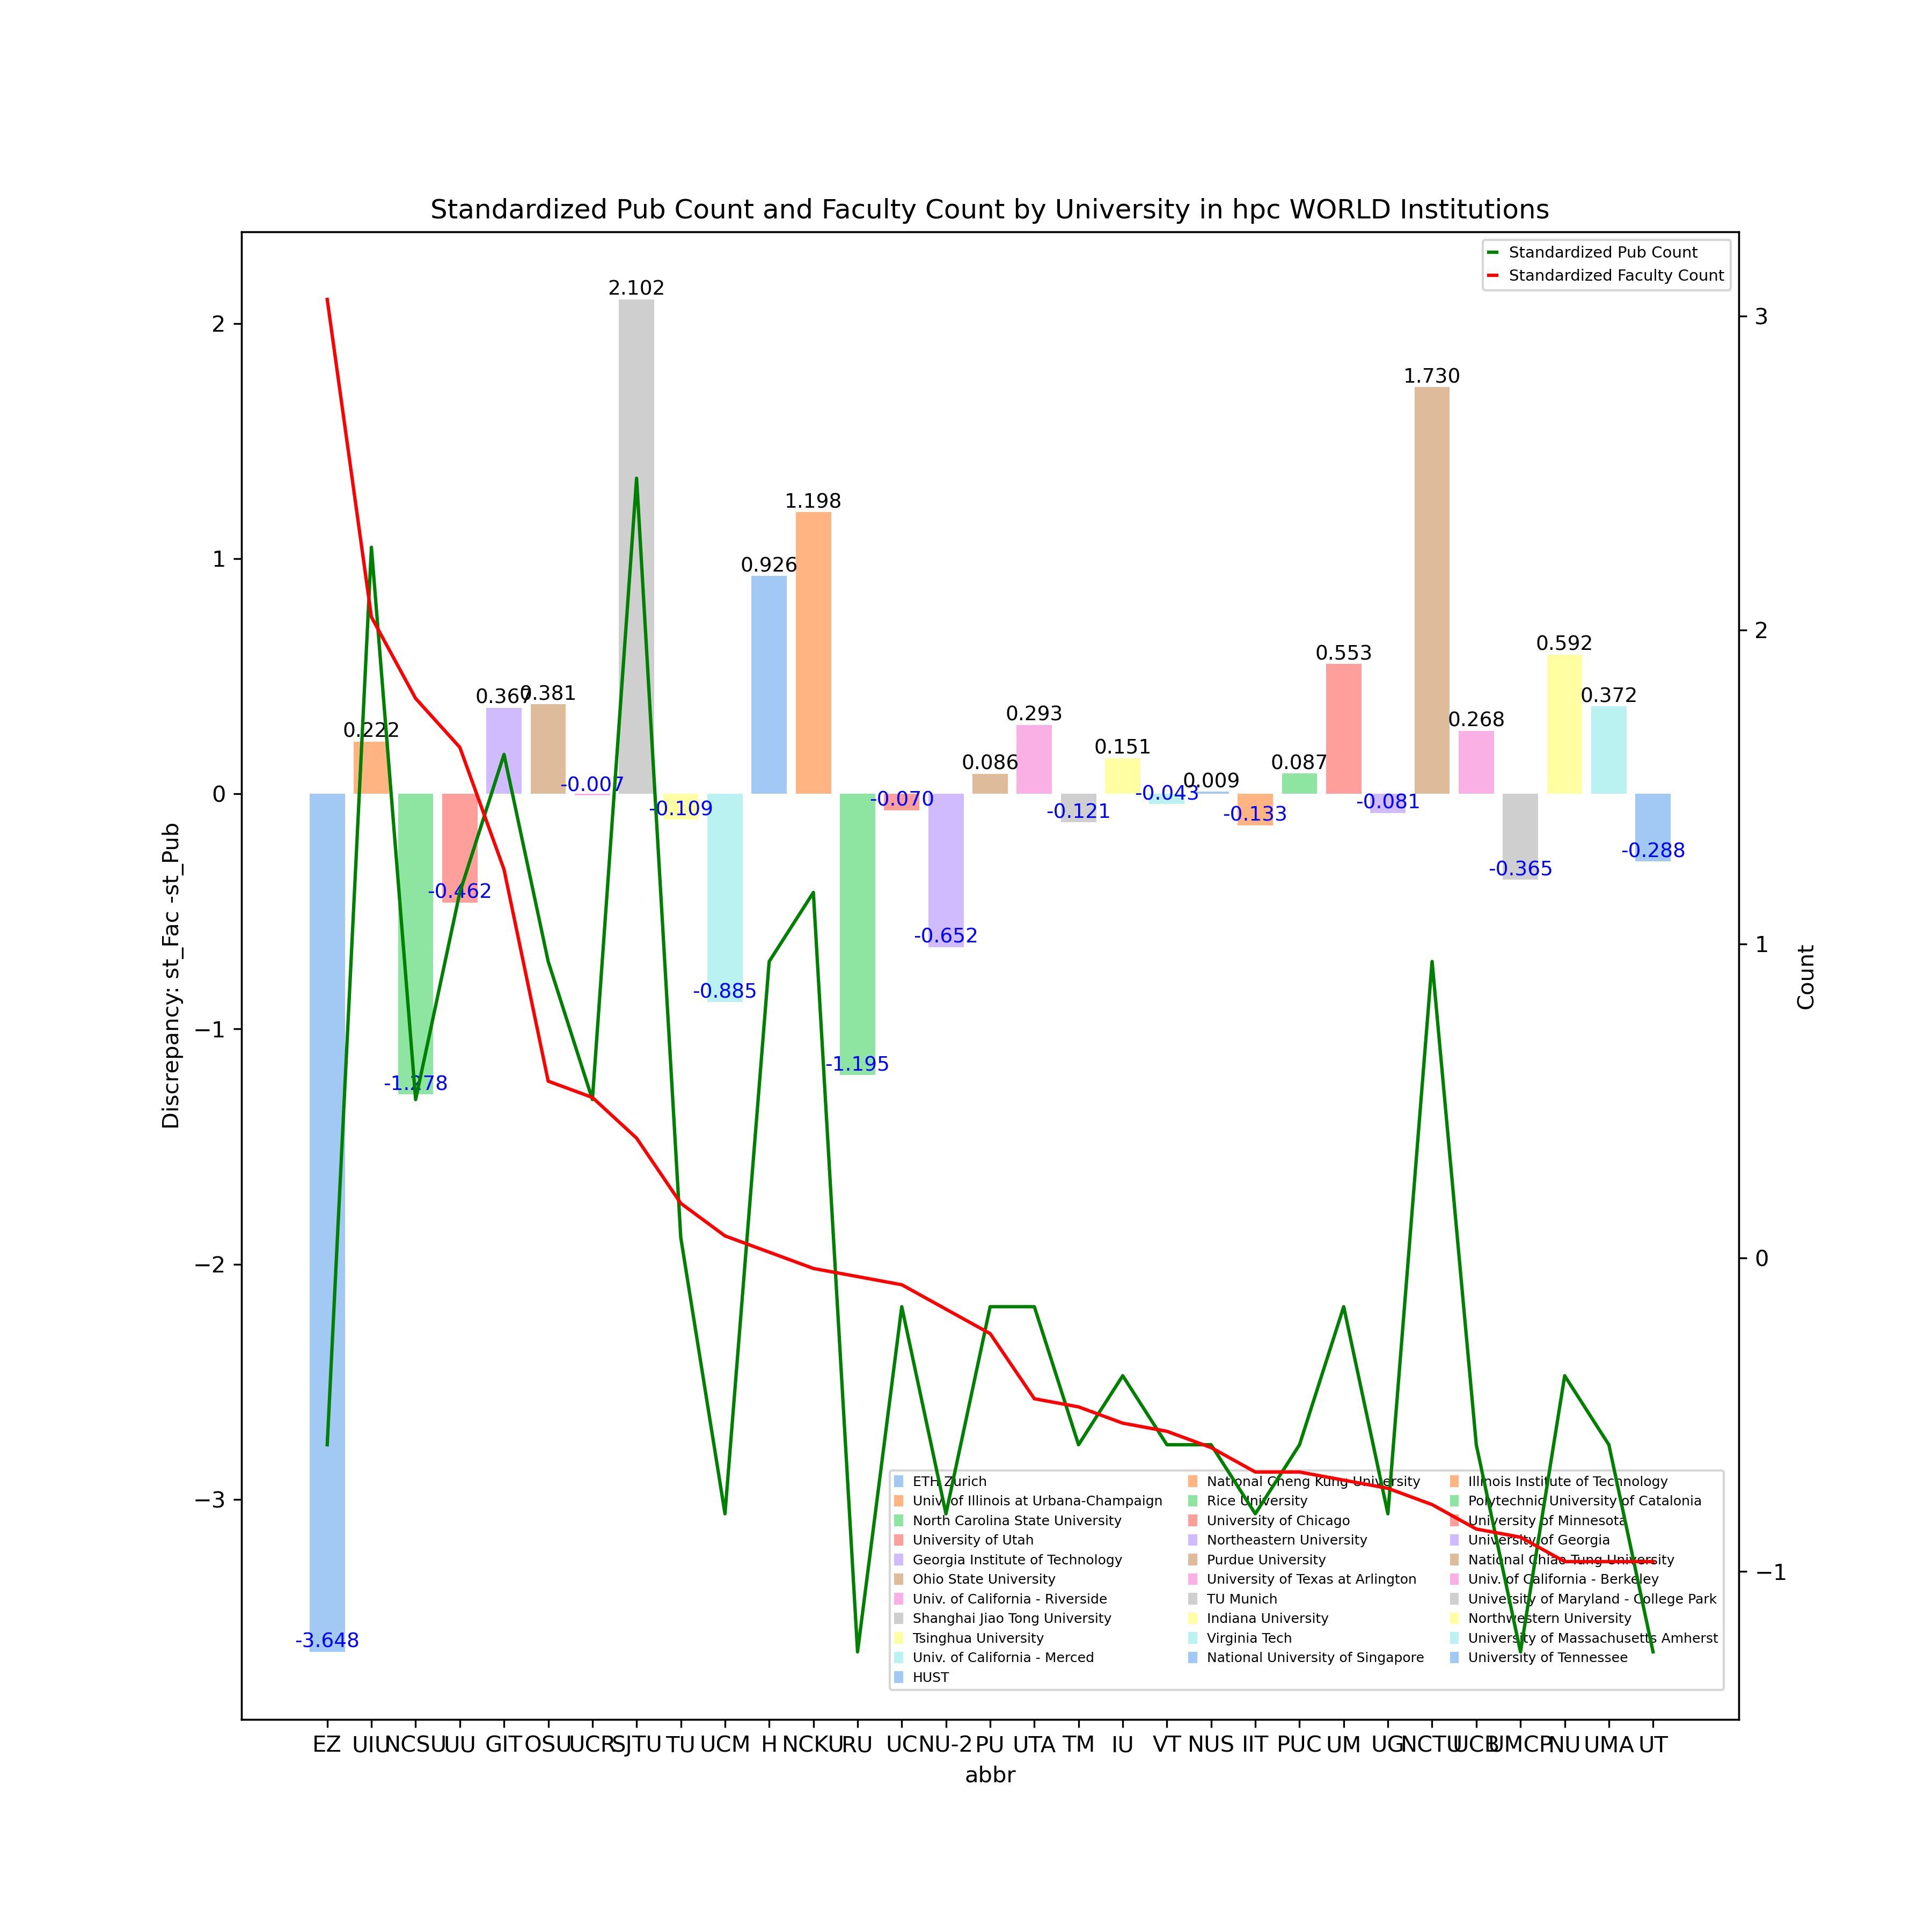 Standardized Pub Count and Faculty Count by University in hpc WORLD Institutions
Standardized Pub Count
Standardized Faculty Count
Discrepancy: st_Fac -st_Pub
2
1
0
−1
−2
−3
3
2
1
0
−1
Count
-3.648
0.222
-1.278
-0.462
0.367
0.381
-0.007
2.102
-0.109
-0.885
0.926
1.198
-1.195
-0.070
-0.652
0.086
0.293
-0.121
0.151
-0.043
0.009
-0.133
0.087
0.553
-0.081
1.730
0.268
-0.365
0.592
0.372
-0.288
ETH Zurich
Univ. of Illinois at Urbana-Champaign
North Carolina State University
University of Utah
Georgia Institute of Technology
Ohio State University
Univ. of California - Riverside
Shanghai Jiao Tong University
Tsinghua University
Univ. of California - Merced
HUST
National Cheng Kung University
Rice University
University of Chicago
Northeastern University
Purdue University
University of Texas at Arlington
TU Munich
Indiana University
Virginia Tech
National University of Singapore
Illinois Institute of Technology
Polytechnic University of Catalonia
University of Minnesota
University of Georgia
National Chiao Tung University
Univ. of California - Berkeley
University of Maryland - College Park
Northwestern University
University of Massachusetts Amherst
University of Tennessee
EZ UIU NCSU UU GIT OSU UCR SJTU TU UCM H NCKU RU UC NU-2 PU UTA TM IU VT NUS IIT PUC UM UG NCTU UCB UMCP NU UMA UT
abbr